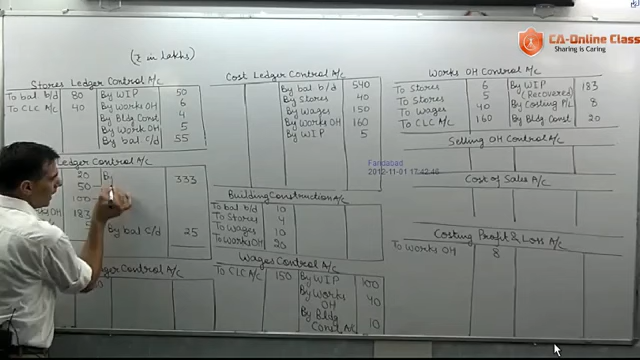 (₹ in lakhs)
CA-Online Class
Sharing is Caring.
Stores Ledger Control A/c
To bal b/d 80 By WIP 50
To CLC A/c 40 By Works OH 6
By Bldg Const 4
By Works OH 5
By bal c/d 55
Cost Ledger Control A/c
By bal b/d 540
By Stores 40
By Wages 150
By Works OH 160
By WIP 5
Works OH Control A/c
To Stores 6 By WIP 183
(Recovered)
To Stores 5 By Costing P/L 8
To Wages 40 By Bldg Const 20
To CLC A/c 160
Selling OH Control A/c
Cost of Sales A/c
Costing Profit & Loss A/c
To Works OH 8
Ledger Control A/c
20 By 333
50
100
OH 183
5 By bal c/d 25
Building Construction A/c
To bal b/d 10
To Stores 4
To Wages 10
To Works OH 20
Wages Control A/c
To CLC A/c 150 By WIP 100
By Works
OH 40
By Bldg
Const A/c 10
Ledger Control A/c
Faridabad
2012-11-01 17:42:46